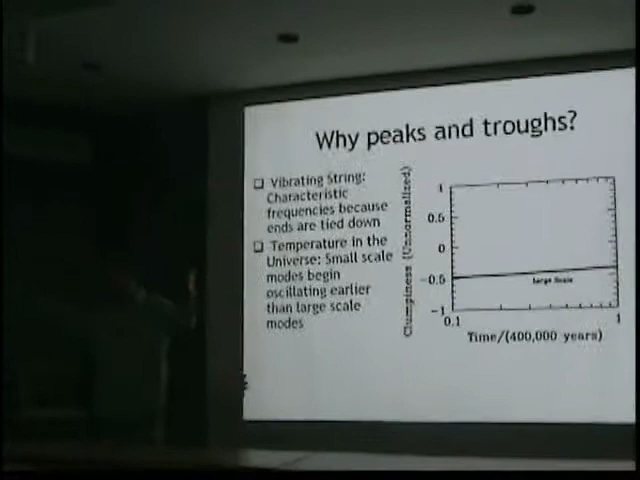 Why peaks and troughs?
❑ Vibrating String:
Characteristic
frequencies because
ends are tied down
❑ Temperature in the
Universe: Small scale
modes begin
oscillating earlier
than large scale
modes
Clumpiness (Unnormalized)
1
0.5
0
-0.5
-1
Large Scale
0.1
1
Time/(400,000 years)